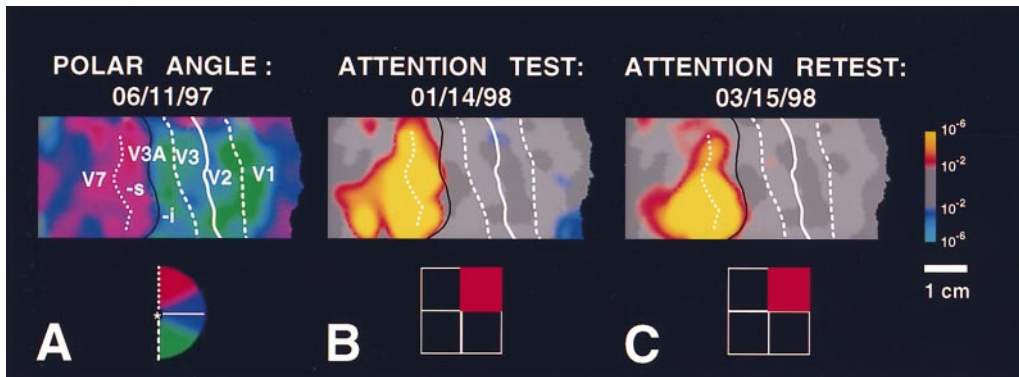 POLAR ANGLE :
06/11/97
ATTENTION TEST:
01/14/98
ATTENTION RETEST:
03/15/98
V7
V3A
-s
-i
V3
V2
V1
10-6
10-2
10-2
10-6
1 cm
*
A
B
C